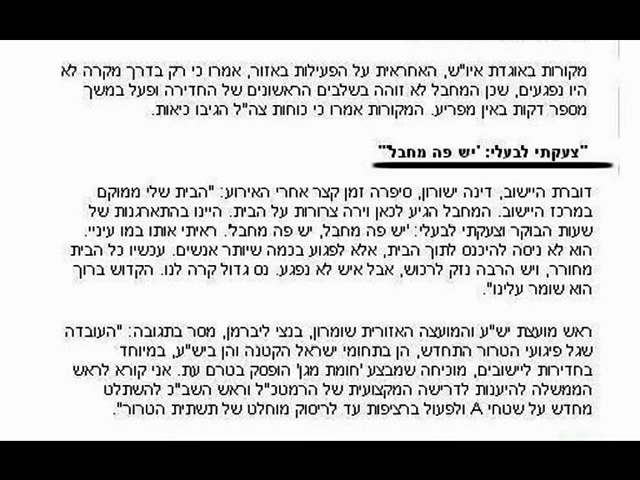 מקורות באוגדת איו"ש, האחראית על הפעילות באזור, אמרו כי רק בדרך מקרה לא
היו נפגעים, שכן המחבל לא זוהה בשלבים הראשונים של החדירה ופעל במשך
מספר דקות באין מפריע. המקורות אמרו כי כוחות צה"ל הגיבו כיאות.
"צעקתי לבעלי: 'יש פה מחבל'"
דוברת היישוב, דינה ישורון, סיפרה זמן קצר אחרי האירוע: "הבית שלי ממוקם
במרכז היישוב. המחבל הגיע לכאן וירה צרורות על הבית. היינו בהתארגנות של
שעות הבוקר וצעקתי לבעלי: 'יש פה מחבל, יש פה מחבל'. ראיתי אותו במו עיניי.
הוא לא ניסה להיכנס לתוך הבית, אלא לפגוע בכמה שיותר אנשים. עכשיו כל הבית
מחורר, ויש הרבה נזק לרכוש, אבל איש לא נפגע. נס גדול קרה לנו. הקדוש ברוך
הוא שומר עלינו".
ראש מועצת יש"ע והמועצה האזורית שומרון, בנצי ליברמן, מסר בתגובה: "העובדה
שגל פיגועי הטרור התחדש, הן בתחומי ישראל הקטנה והן ביש"ע, במיוחד
בחדירות ליישובים, מוכיחה שמבצע 'חומת מגן' הופסק בטרם עת. אני קורא לראש
הממשלה להיענות לדרישה המקצועית של הרמטכ"ל וראש השב"כ להשתלט
מחדש על שטחי A ולפעול ברציפות עד לריסוק מוחלט של תשתית הטרור".